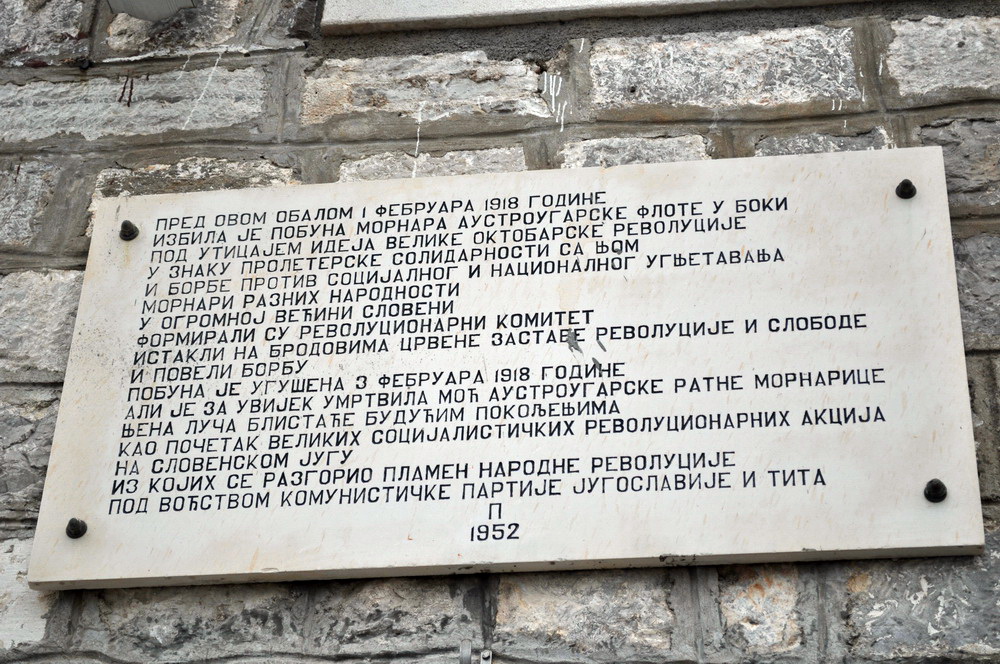 ПРЕД ОВОМ ОБАЛОМ 1 ФЕБРУАРА 1918 ГОДИНЕ
ИЗБИЛА ЈЕ ПОБУНА МОРНАРА АУСТРОУГАРСКЕ ФЛОТЕ У БОКИ
ПОД УТИЦАЈЕМ ИДЕЈА ВЕЛИКЕ ОКТОБАРСКЕ РЕВОЛУЦИЈЕ
У ЗНАКУ ПРОЛЕТЕРСКЕ СОЛИДАРНОСТИ СА ЊОМ
И БОРБЕ ПРОТИВ СОЦИЈАЛНОГ И НАЦИОНАЛНОГ УГЊЕТАВАЊА
МОРНАРИ РАЗНИХ НАРОДНОСТИ
У ОГРОМНОЈ ВЕЋИНИ СЛОВЕНИ
ФОРМИРАЛИ СУ РЕВОЛУЦИОНАРНИ КОМИТЕТ
ИСТАКЛИ НА БРОДОВИМА ЦРВЕНЕ ЗАСТАВЕ РЕВОЛУЦИЈЕ И СЛОБОДЕ
И ПОВЕЛИ БОРБУ
ПОБУНА ЈЕ УГУШЕНА 3 ФЕБРУАРА 1918 ГОДИНЕ
АЛИ ЈЕ ЗА УВИЈЕК УМРТВИЛА МОЋ АУСТРОУГАРСКЕ РАТНЕ МОРНАРИЦЕ
ЊЕНА ЛУЧА БЛИСТАЋЕ БУДУЋИМ ПОКОЉЕЊИМА
КАО ПОЧЕТАК ВЕЛИКИХ СОЦИЈАЛИСТИЧКИХ РЕВОЛУЦИОНАРНИХ АКЦИЈА
НА СЛОВЕНСКОМ ЈУГУ
ИЗ КОЈИХ СЕ РАЗГОРИО ПЛАМЕН НАРОДНЕ РЕВОЛУЦИЈЕ
ПОД ВОЂСТВОМ КОМУНИСТИЧКЕ ПАРТИЈЕ ЈУГОСЛАВИЈЕ И ТИТА
П
1952